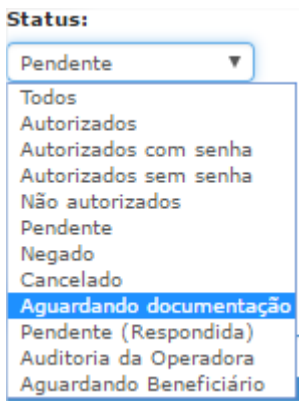 Status:
Pendente ▼
Todos
Autorizados
Autorizados com senha
Autorizados sem senha
Não autorizados
Pendente
Negado
Cancelado
Aguardando documentação
Pendente (Respondida)
Auditoria da Operadora
Aguardando Beneficiário